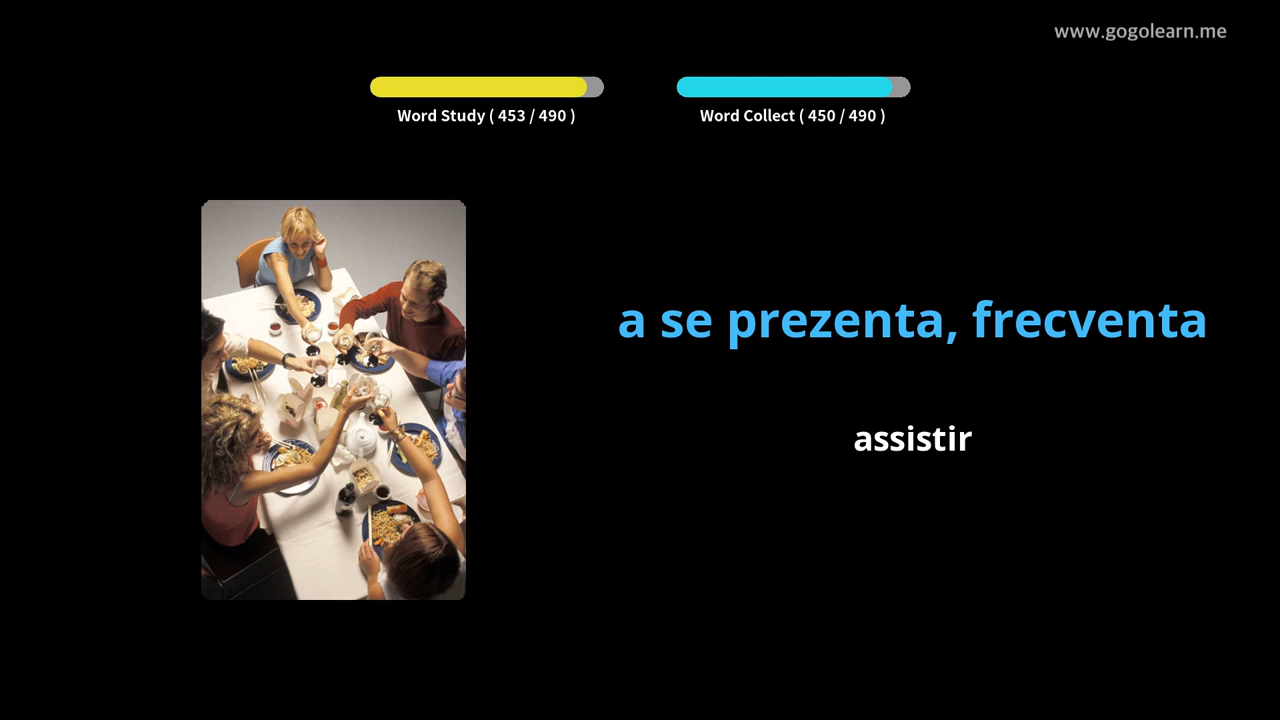 www.gogolearn.me
Word Study ( 453 / 490 )
Word Collect ( 450 / 490 )
a se prezenta, frecventa
assistir